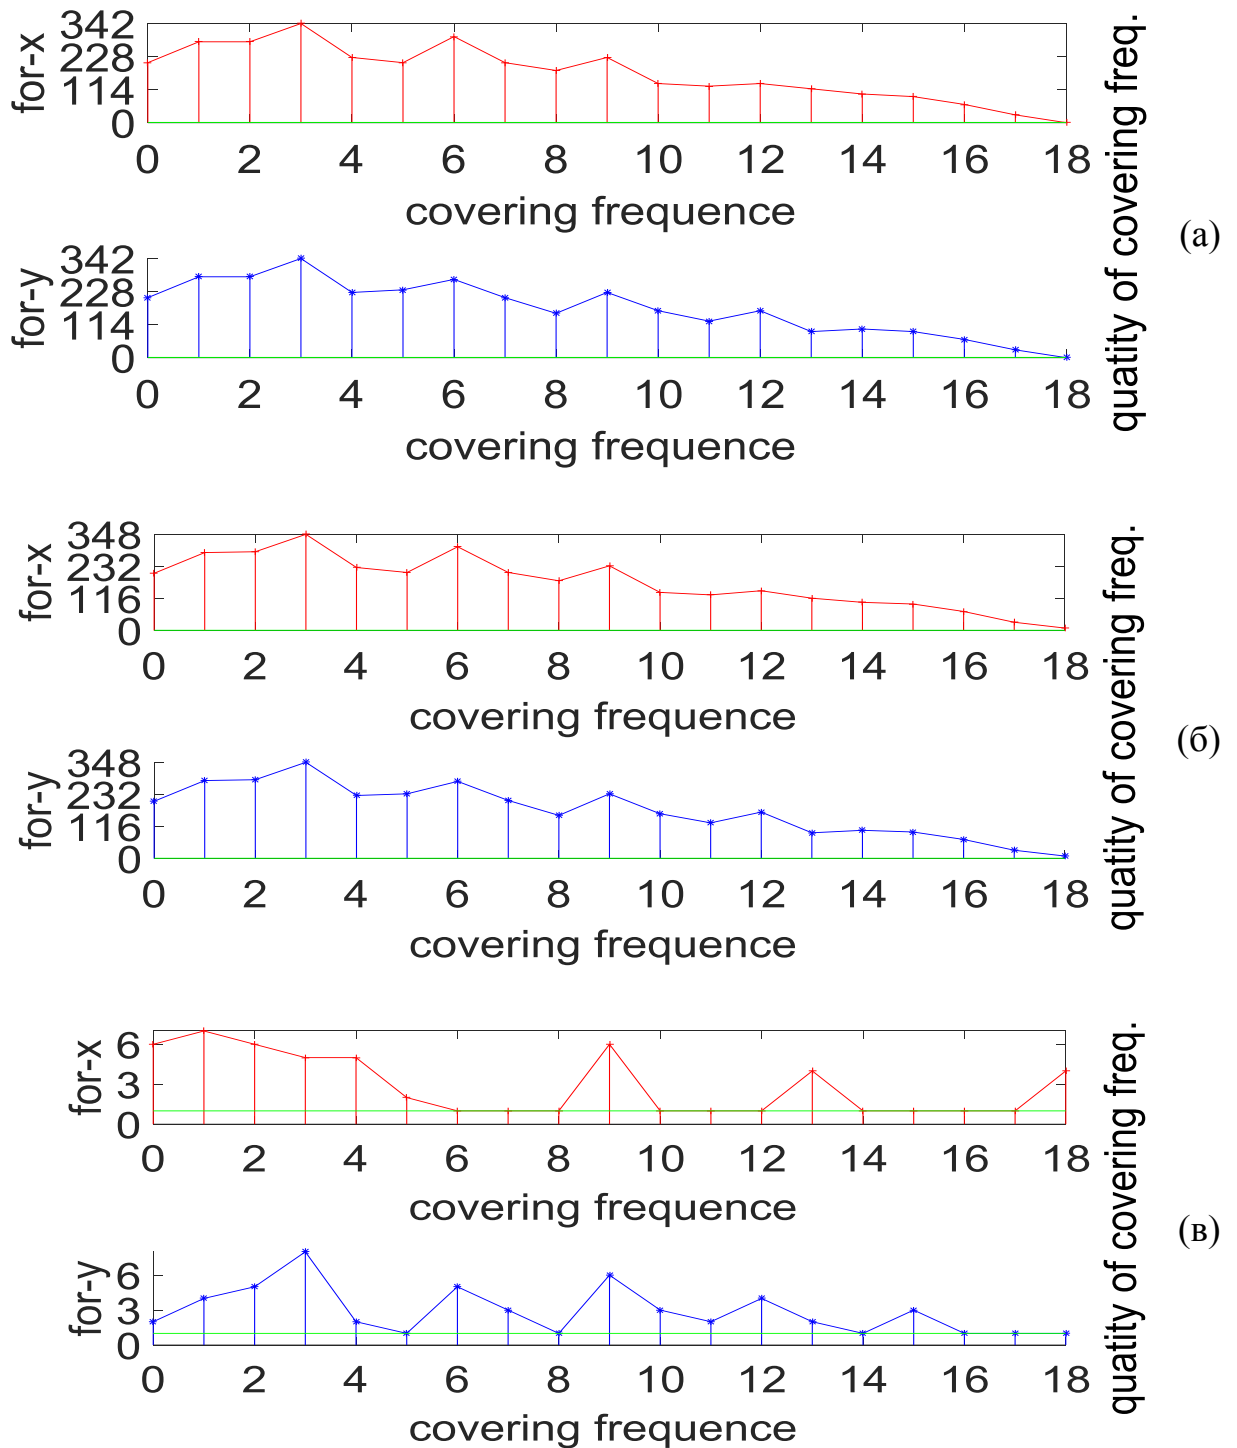 342
228
114
0
for-x
0 2 4 6 8 10 12 14 16 18
covering frequence
342
228
114
0
for-y
0 2 4 6 8 10 12 14 16 18
covering frequence
quatity of covering freq.
(а)
348
232
116
0
for-x
0 2 4 6 8 10 12 14 16 18
covering frequence
348
232
116
0
for-y
0 2 4 6 8 10 12 14 16 18
covering frequence
quatity of covering freq.
(б)
6
3
0
for-x
0 2 4 6 8 10 12 14 16 18
covering frequence
6
3
0
for-y
0 2 4 6 8 10 12 14 16 18
covering frequence
quatity of covering freq.
(в)